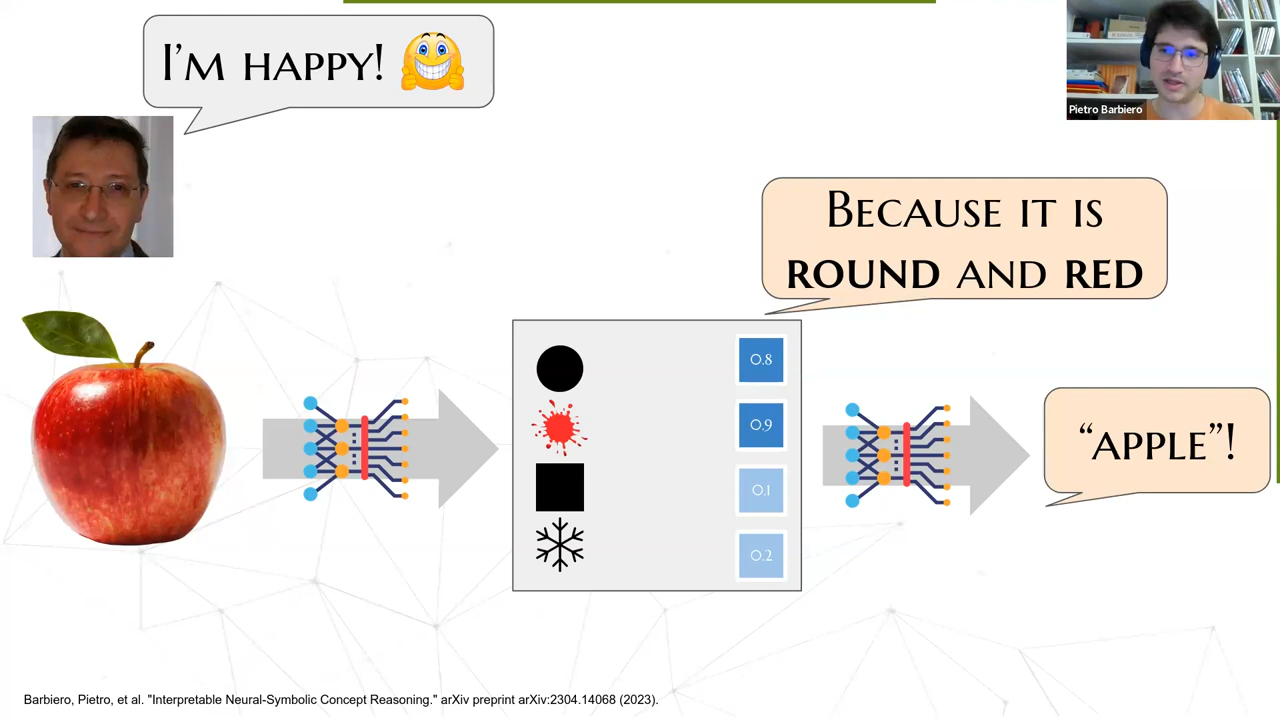 I'm happy!
Pietro Barbiero
Because it is
round and red
0.8
0.9
0.1
0.2
“apple”!
Barbiero, Pietro, et al. "Interpretable Neural-Symbolic Concept Reasoning." arXiv preprint arXiv:2304.14068 (2023).